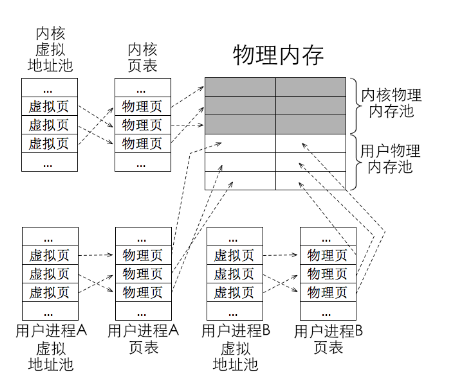 内核
虚拟
地址池
内核
页表
物理内存
...
虚拟页
虚拟页
虚拟页
...
物理页
物理页
物理页
内核物理
内存池
用户物理
内存池
...
虚拟页
虚拟页
虚拟页
...
物理页
物理页
物理页
...
虚拟页
虚拟页
虚拟页
...
物理页
物理页
物理页
用户进程A
虚拟
地址池
用户进程A
页表
用户进程B
虚拟
地址池
用户进程B
页表